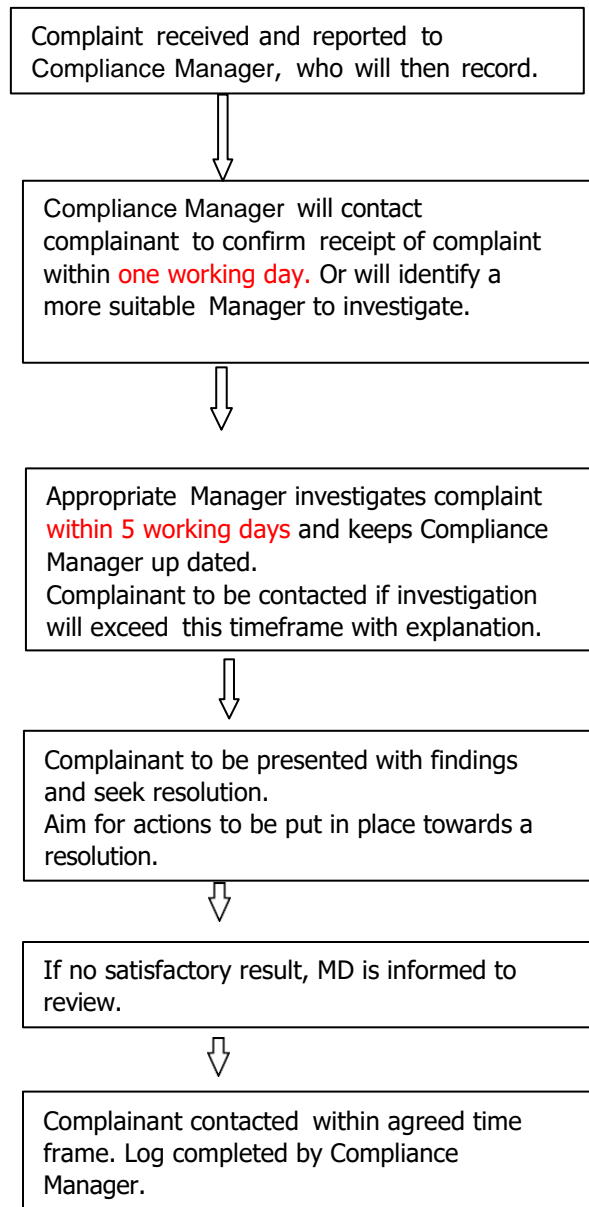 Complaint received and reported to
Compliance Manager, who will then record.
Compliance Manager will contact
complainant to confirm receipt of complaint
within one working day. Or will identify a
more suitable Manager to investigate.
Appropriate Manager investigates complaint
within 5 working days and keeps Compliance
Manager up dated.
Complainant to be contacted if investigation
will exceed this timeframe with explanation.
Complainant to be presented with findings
and seek resolution.
Aim for actions to be put in place towards a
resolution.
If no satisfactory result, MD is informed to
review.
Complainant contacted within agreed time
frame. Log completed by Compliance
Manager.